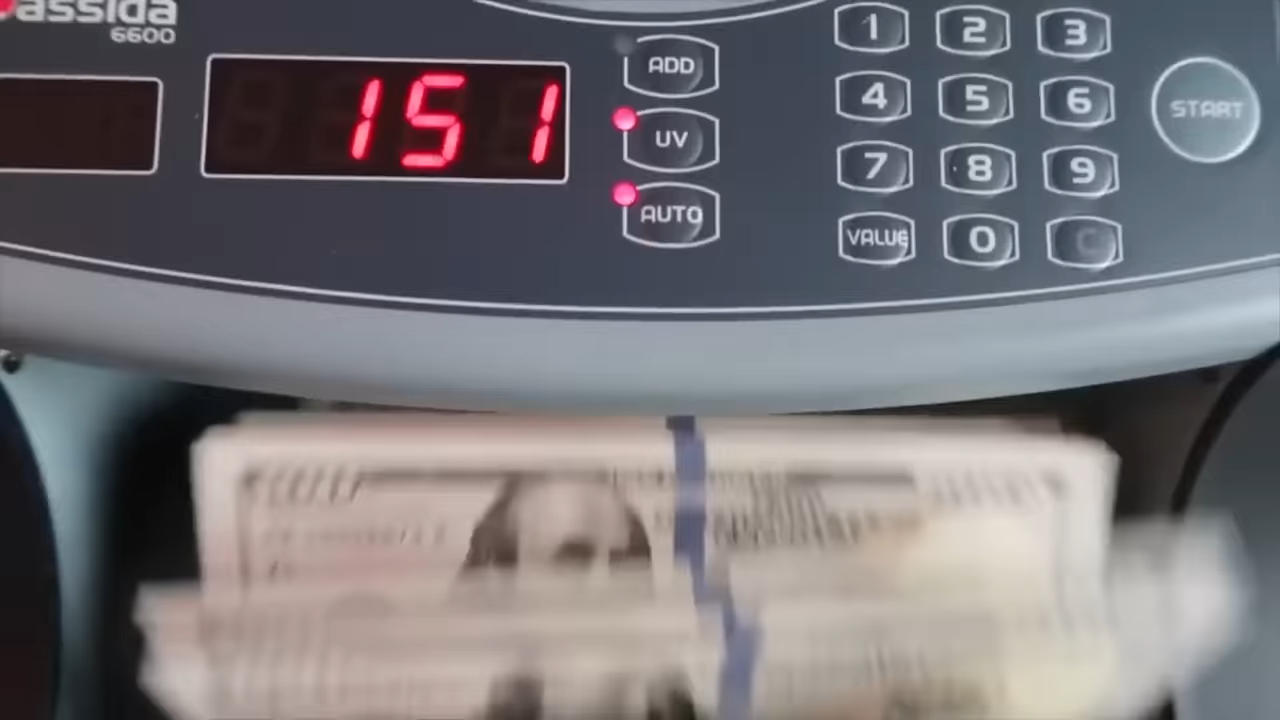 assida
6600
151
ADD
UV
AUTO
1 2 3
4 5 6
7 8 9
VALUE 0 C
START